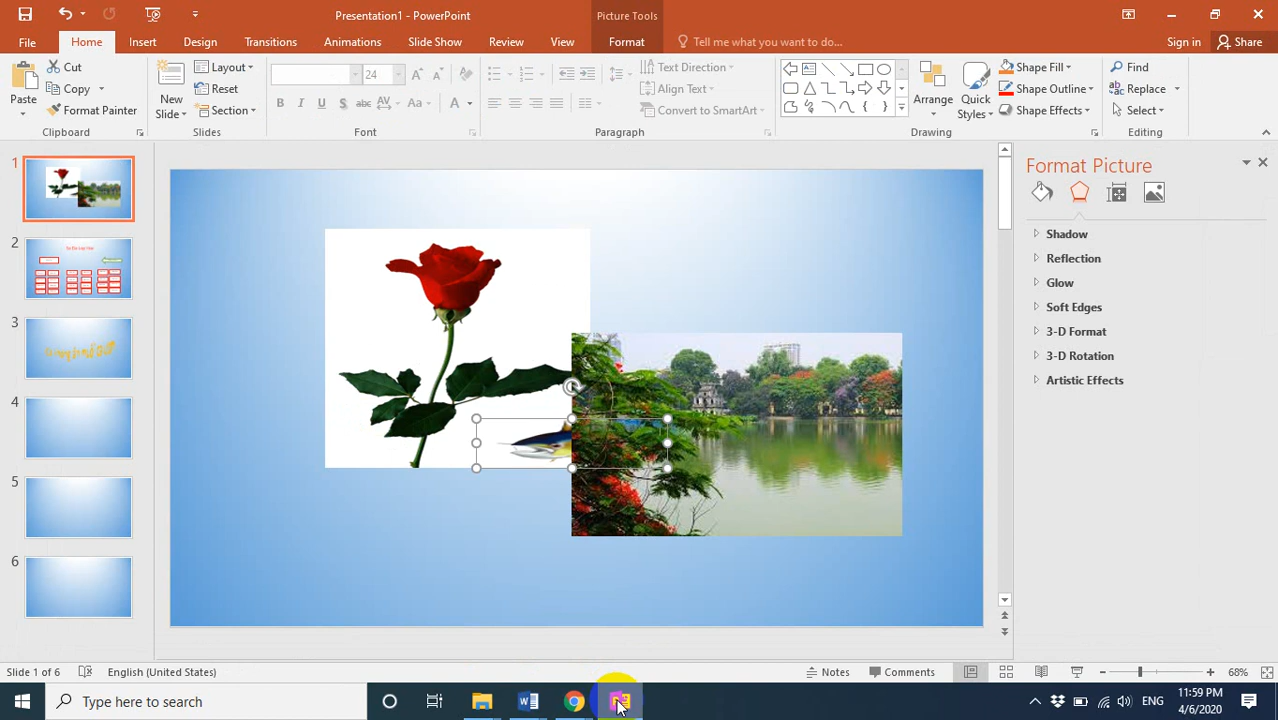 Presentation1 - PowerPoint
Picture Tools
File
Home
Insert
Design
Transitions
Animations
Slide Show
Review
View
Format
Tell me what you want to do...
Sign in
Share
Paste
Cut
Copy
Format Painter
Clipboard
New Slide
Layout
Reset
Section
Slides
24
B I U S abc AV Aa A
Font
Text Direction
Align Text
Convert to SmartArt
Paragraph
Arrange
Quick Styles
Shape Fill
Shape Outline
Shape Effects
Drawing
Find
Replace
Select
Editing
1
2
3
4
5
6
Format Picture
Shadow
Reflection
Glow
Soft Edges
3-D Format
3-D Rotation
Artistic Effects
Slide 1 of 6
English (United States)
Notes
Comments
68%
Type here to search
ENG
11:59 PM
4/6/2020